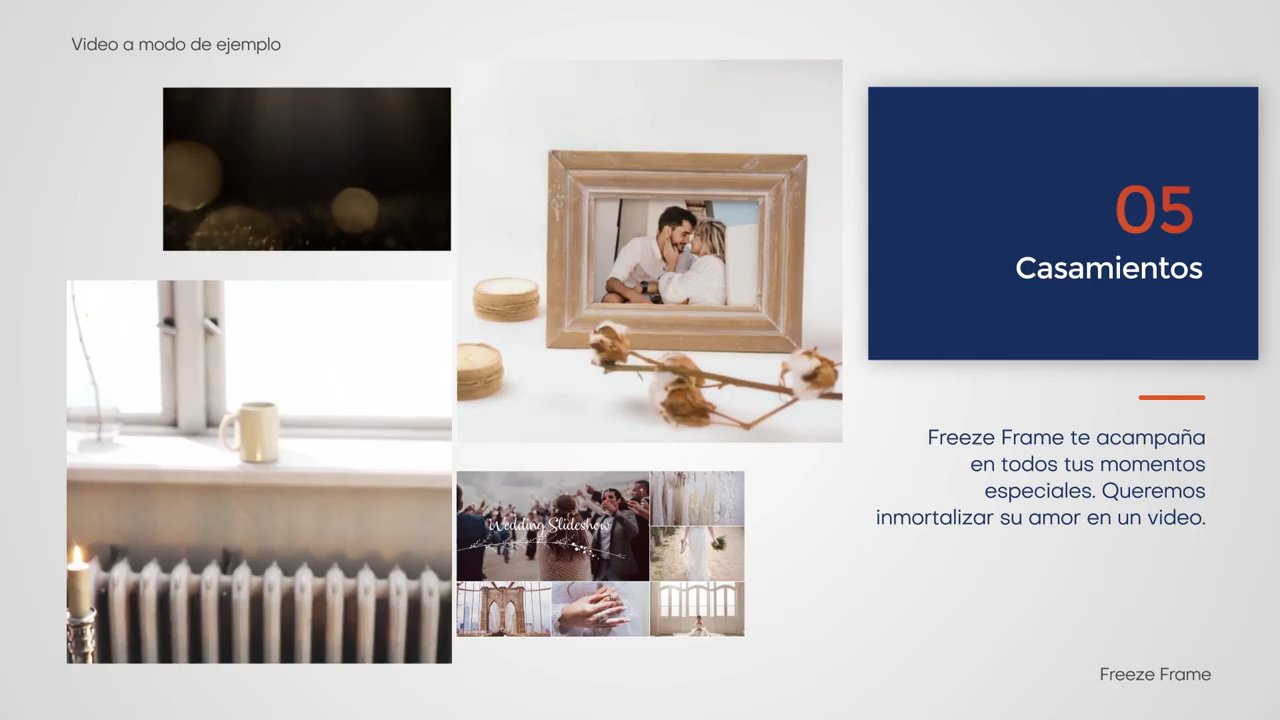 Video a modo de ejemplo
05
Casamientos
Freeze Frame te acampaña
en todos tus momentos
especiales. Queremos
inmortalizar su amor en un video.
Wedding Slideshow
Freeze Frame